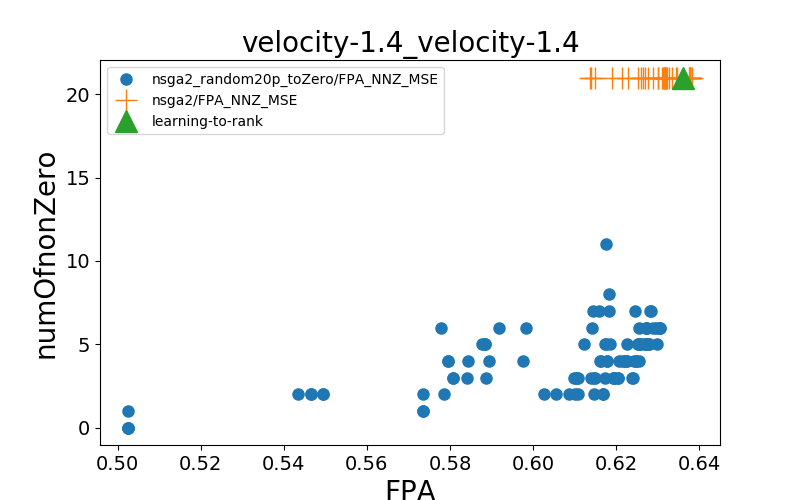 velocity-1.4_velocity-1.4
nsga2_random20p_toZero/FPA_NNZ_MSE
nsga2/FPA_NNZ_MSE
learning-to-rank
numOfnonZero
20
15
10
5
0
0.50 0.52 0.54 0.56 0.58 0.60 0.62 0.64
FPA